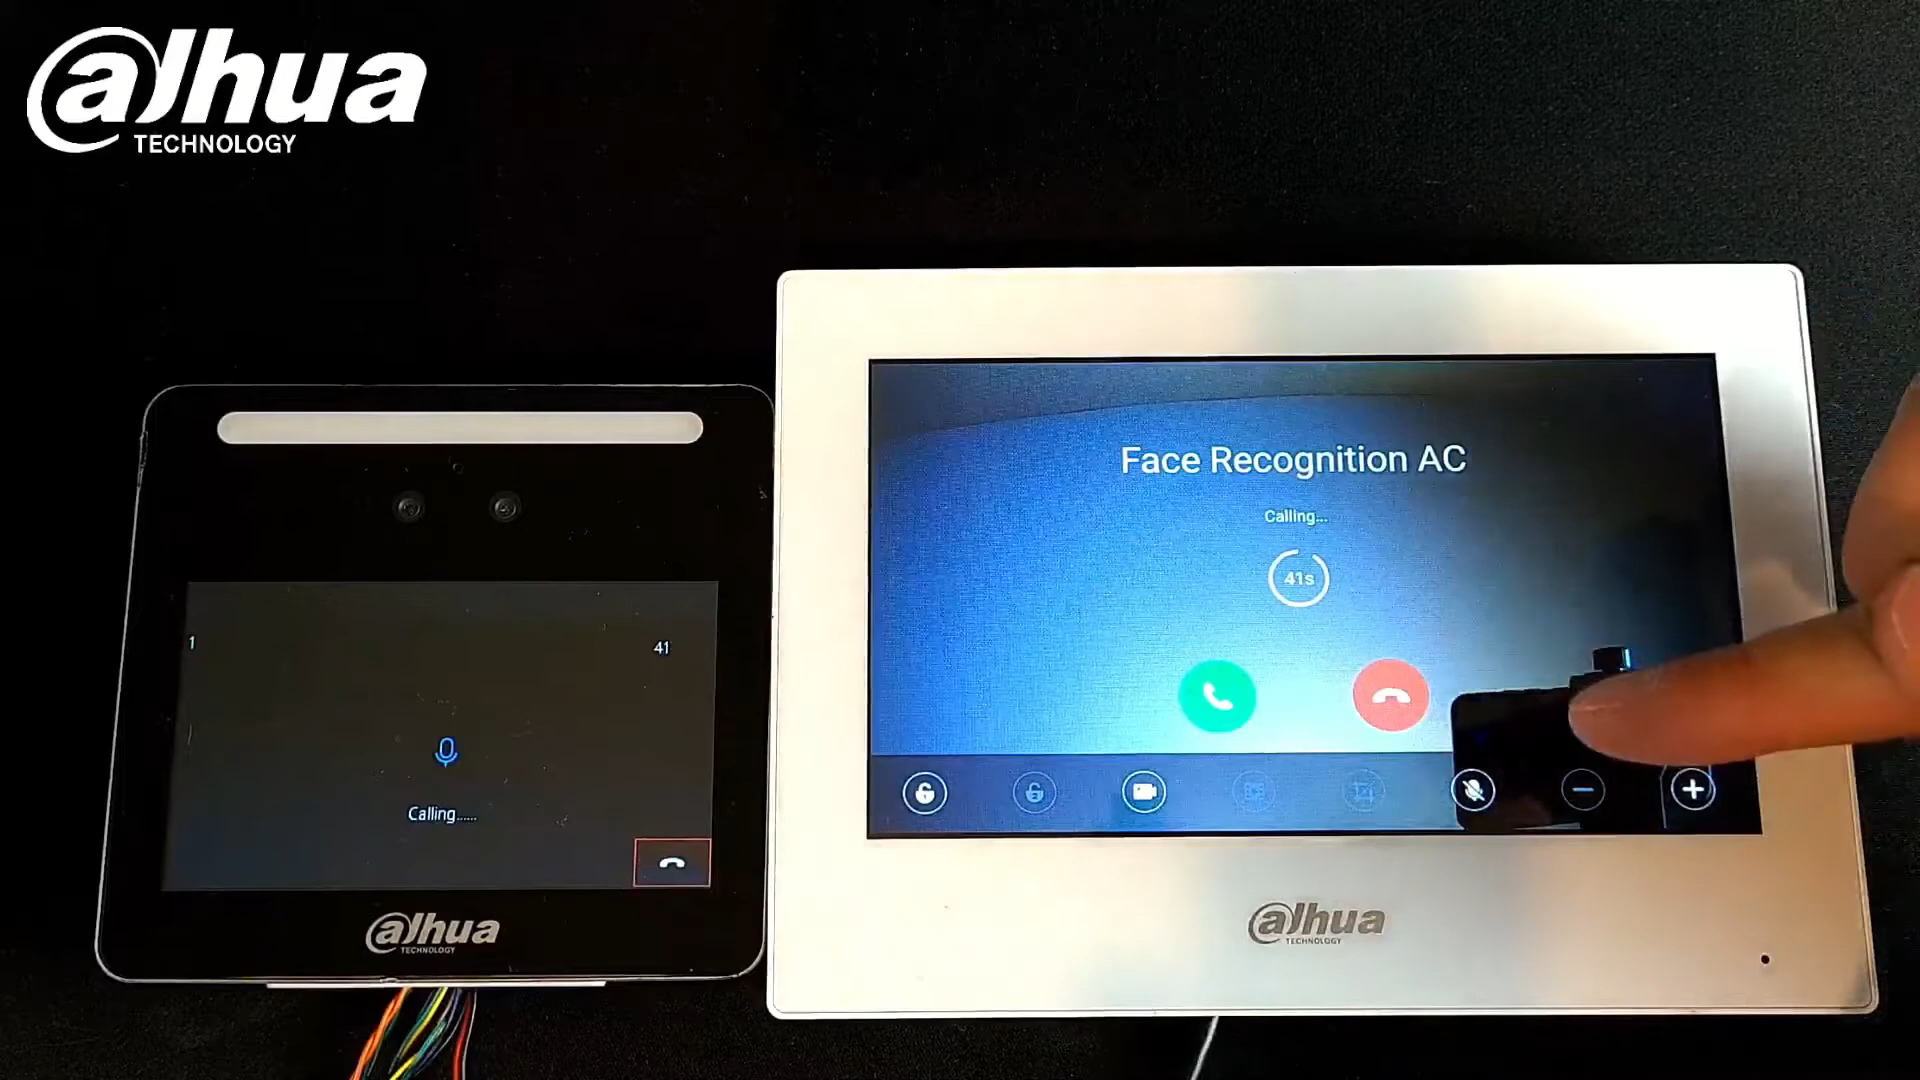 alhua
TECHNOLOGY
Face Recognition AC
Calling...
41s
1
41
Calling......
alhua
TECHNOLOGY
alhua
TECHNOLOGY